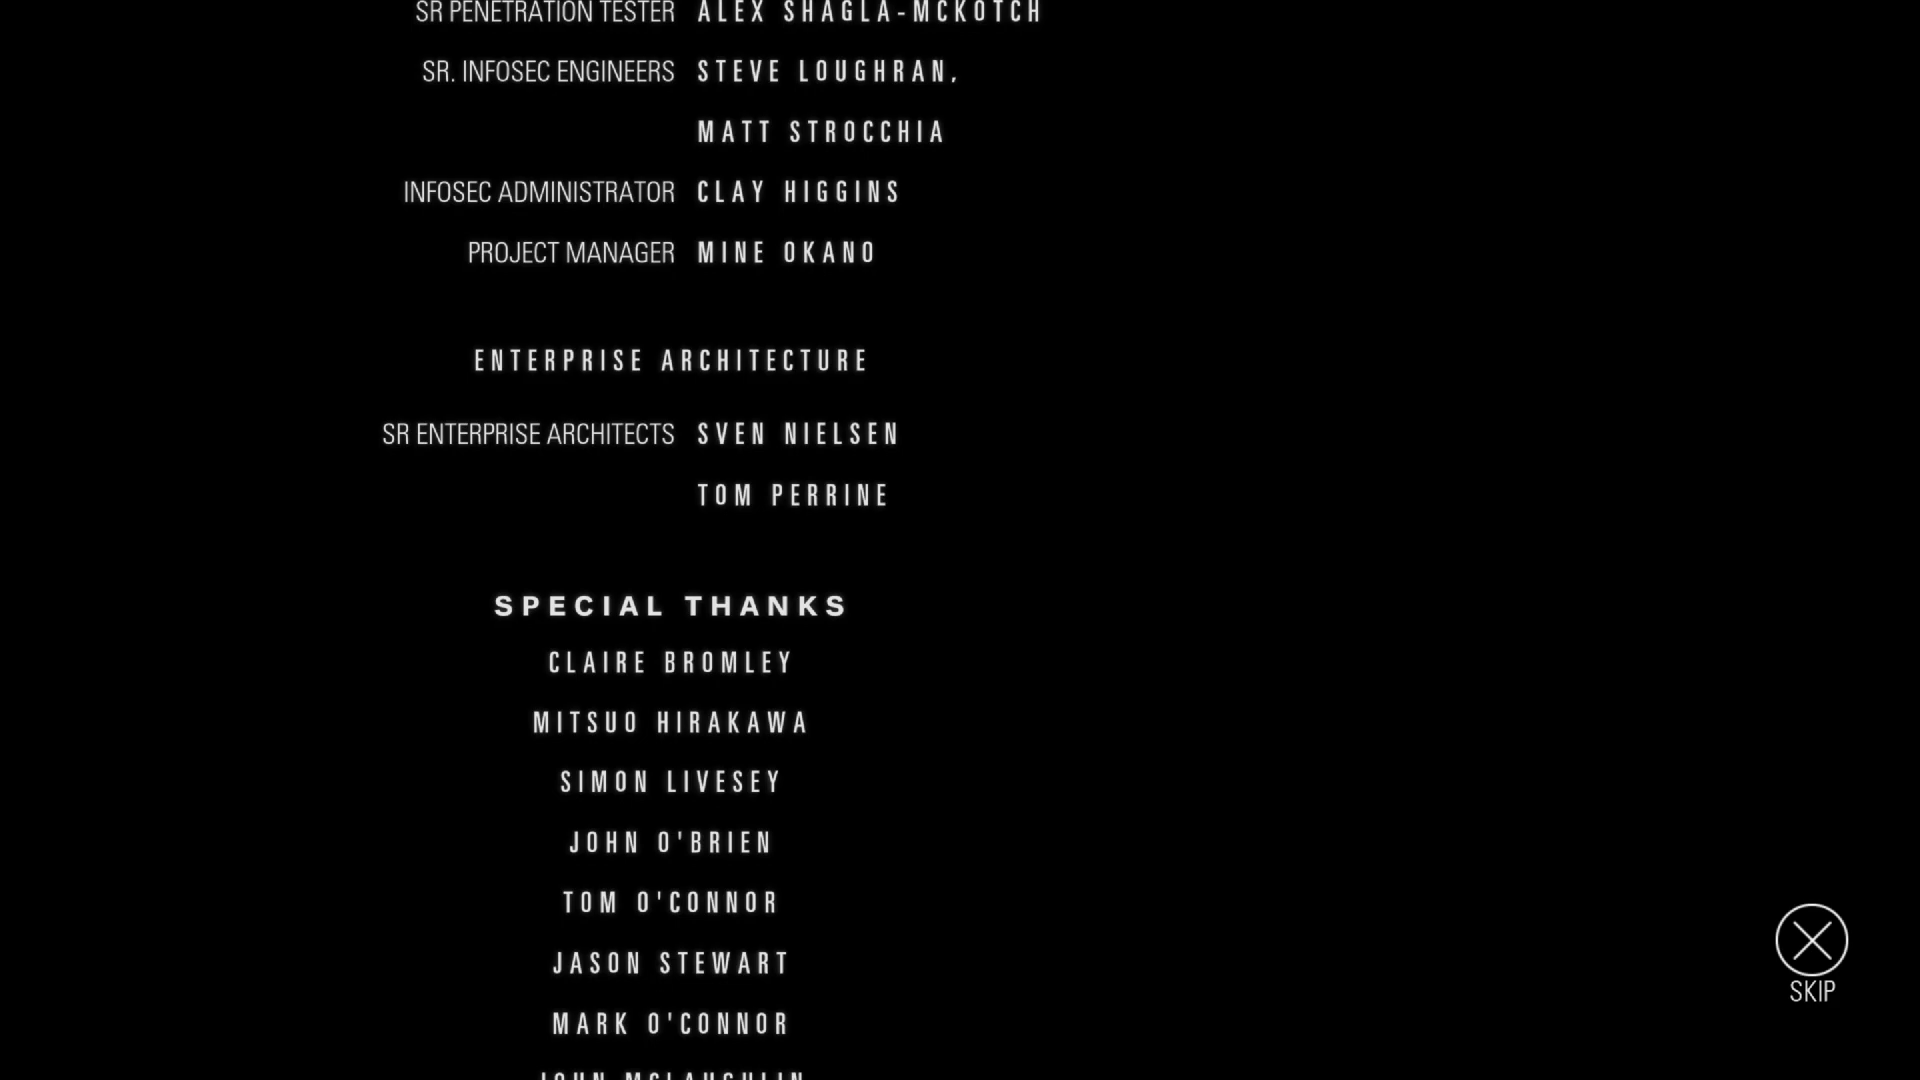 SR PENETRATION TESTER ALEX SHAGLA-MCKOTCH
SR. INFOSEC ENGINEERS STEVE LOUGHRAN,
MATT STROCCHIA
INFOSEC ADMINISTRATOR CLAY HIGGINS
PROJECT MANAGER MINE OKANO
ENTERPRISE ARCHITECTURE
SR ENTERPRISE ARCHITECTS SVEN NIELSEN
TOM PERRINE
SPECIAL THANKS
CLAIRE BROMLEY
MITSUO HIRAKAWA
SIMON LIVESEY
JOHN O'BRIEN
TOM O'CONNOR
JASON STEWART
MARK O'CONNOR
JOHN MCLAUGHLIN
SKIP